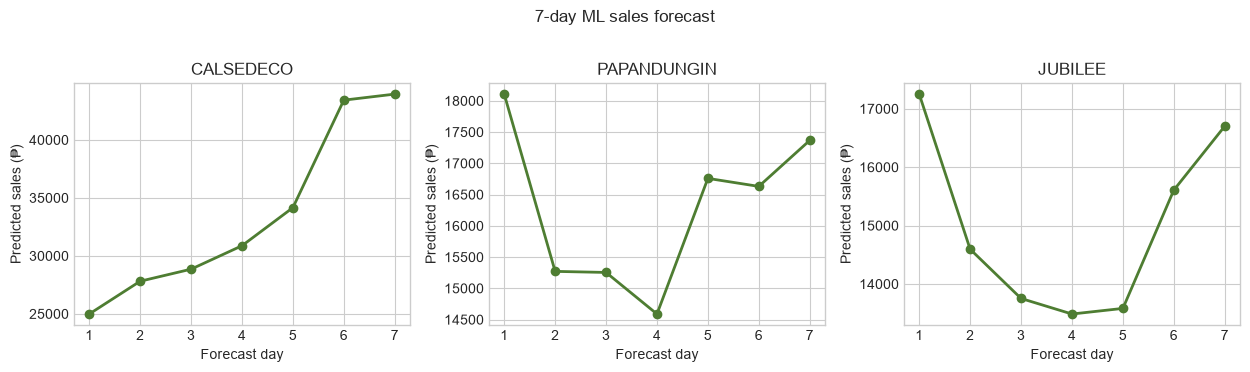 7-day ML sales forecast
CALSEDECO
Predicted sales (₱)
40000
35000
30000
25000
1 2 3 4 5 6 7
Forecast day
PAPANDUNGIN
Predicted sales (₱)
18000
17500
17000
16500
16000
15500
15000
14500
1 2 3 4 5 6 7
Forecast day
JUBILEE
Predicted sales (₱)
17000
16000
15000
14000
1 2 3 4 5 6 7
Forecast day